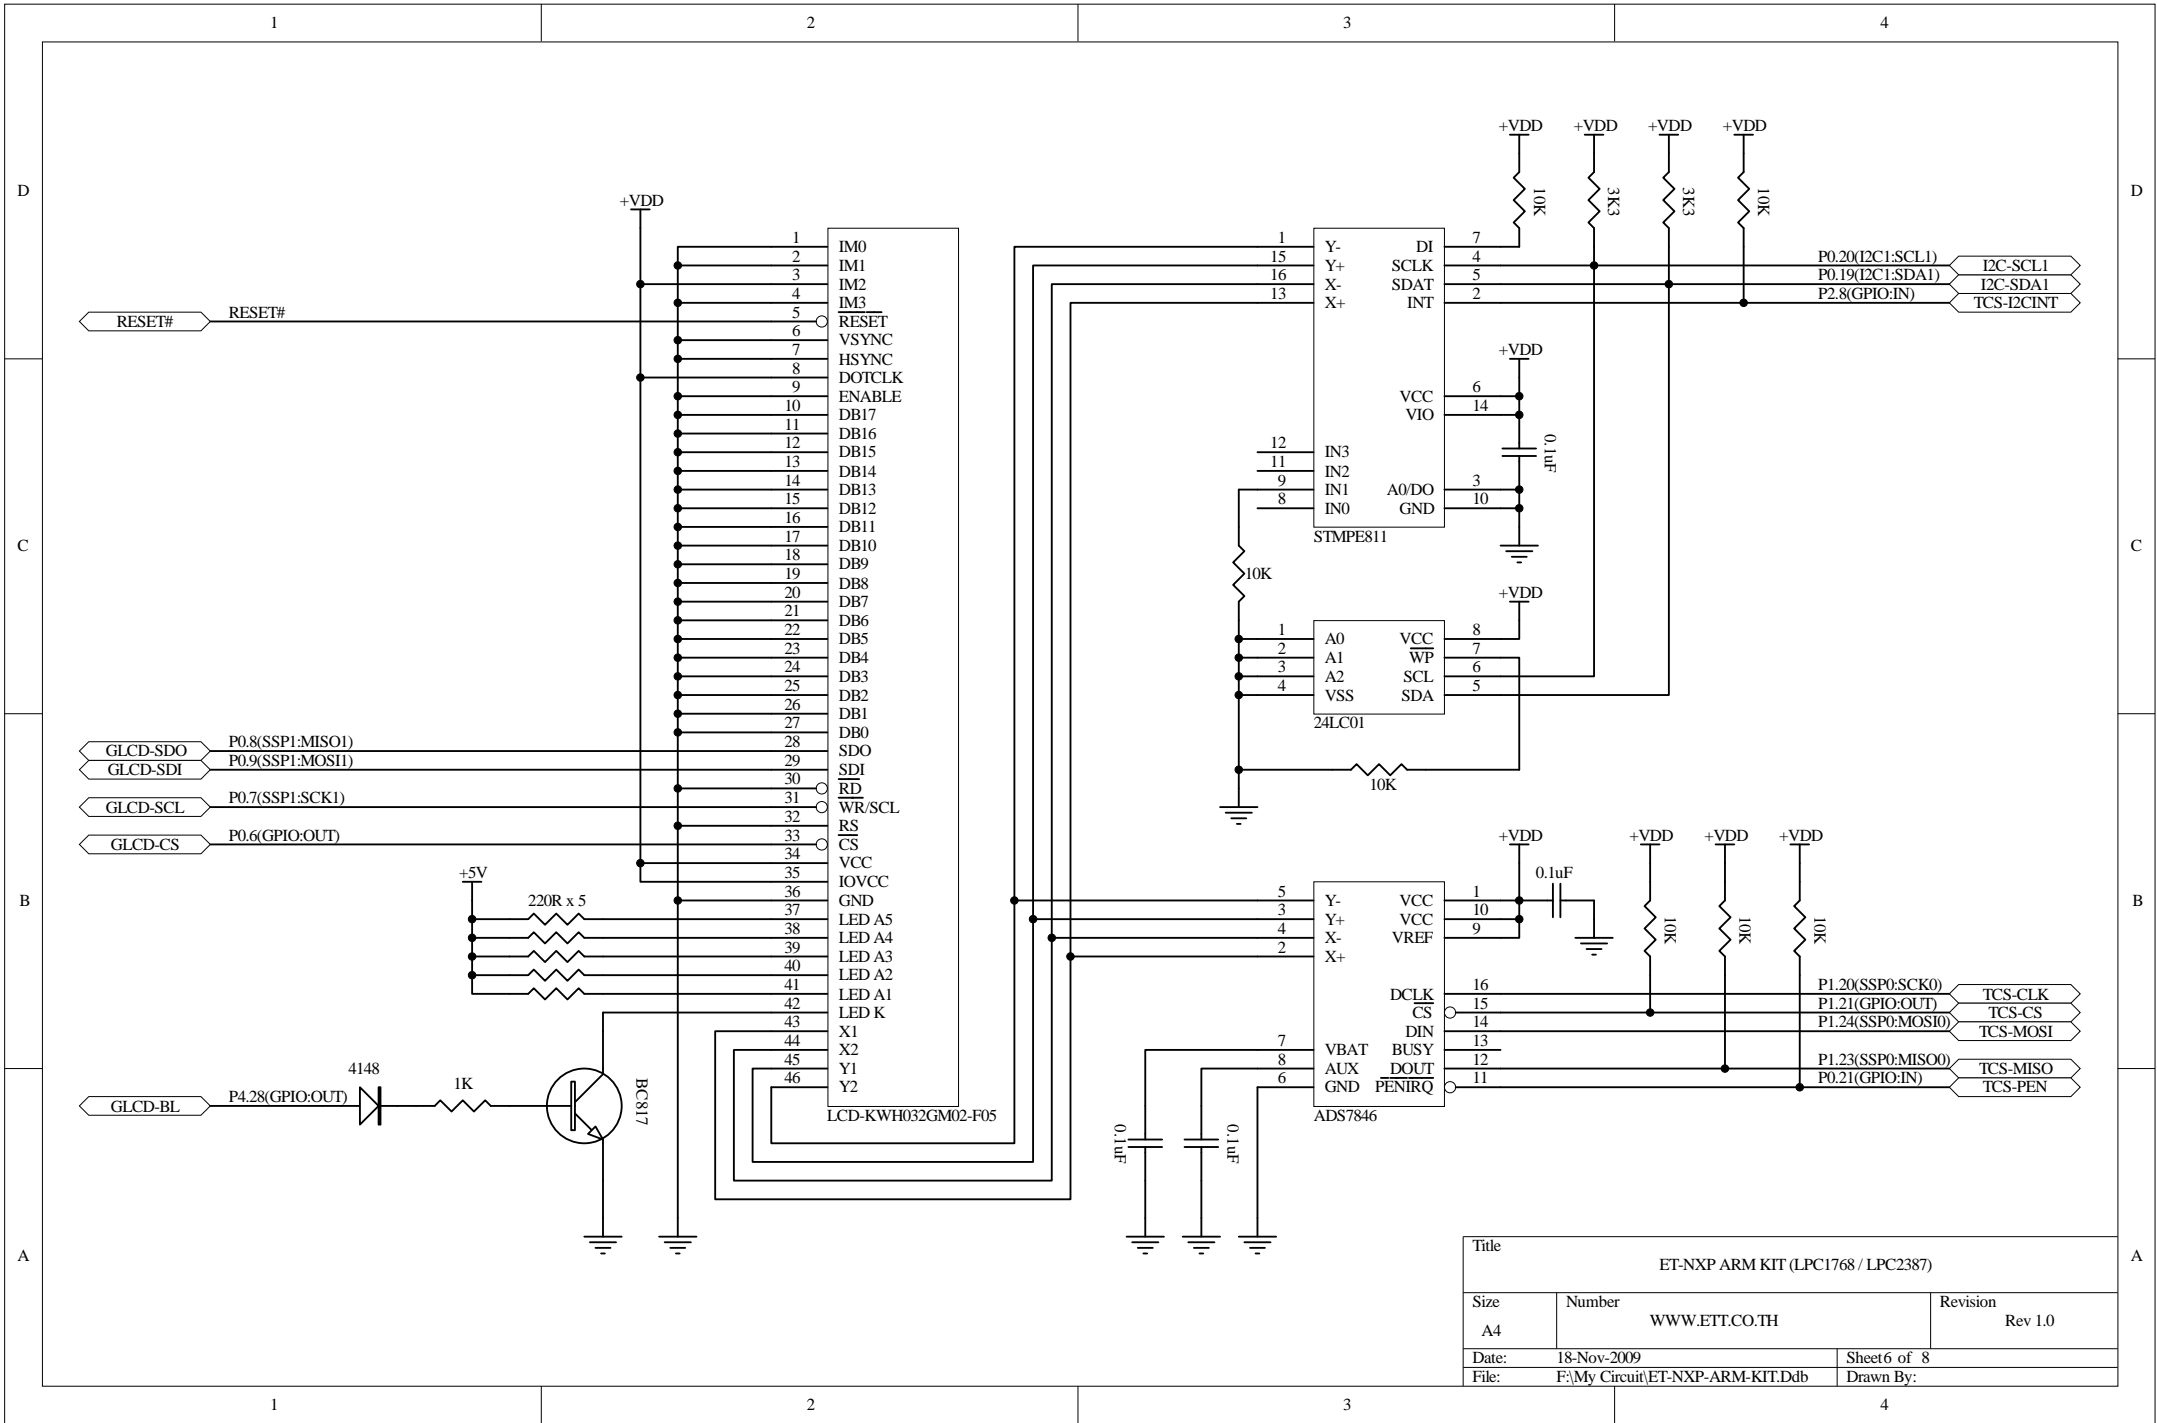 1 2 3 4
D D
C C
B B
A A
+VDD
RESET# RESET#
GLCD-SDO P0.8(SSP1:MISO1)
GLCD-SDI P0.9(SSP1:MOSI1)
GLCD-SCL P0.7(SSP1:SCK1)
GLCD-CS P0.6(GPIO:OUT)
+5V
220R x 5
4148
1K
BC817
GLCD-BL P4.28(GPIO:OUT)
1 IM0
2 IM1
3 IM2
4 IM3
5 RESET
6 VSYNC
7 HSYNC
8 DOTCLK
9 ENABLE
10 DB17
11 DB16
12 DB15
13 DB14
14 DB13
15 DB12
16 DB11
17 DB10
18 DB9
19 DB8
20 DB7
21 DB6
22 DB5
23 DB4
24 DB3
25 DB2
26 DB1
27 DB0
28 SDO
29 SDI
30 RD
31 WR/SCL
32 RS
33 CS
34 VCC
35 IOVCC
36 GND
37 LED A5
38 LED A4
39 LED A3
40 LED A2
41 LED A1
42 LED K
43 X1
44 X2
45 Y1
46 Y2
LCD-KWH032GM02-F05
+VDD +VDD +VDD +VDD
10K 3K3 3K3 10K
1 Y- DI 7
15 Y+ SCLK 4 P0.20(I2C1:SCL1) I2C-SCL1
16 X- SDAT 5 P0.19(I2C1:SDA1) I2C-SDA1
13 X+ INT 2 P2.8(GPIO:IN) TCS-I2CINT
+VDD
VCC 6
VIO 14
0.1uF
12 IN3
11 IN2
9 IN1 A0/DO 3
8 IN0 GND 10
STMPE811
10K
+VDD
1 A0 VCC 8
2 A1 WP 7
3 A2 SCL 6
4 VSS SDA 5
24LC01
10K
+VDD +VDD +VDD +VDD
0.1uF
10K 10K 10K
5 Y- VCC 1
3 Y+ VCC 10
4 X- VREF 9
2 X+
DCLK 16 P1.20(SSP0:SCK0) TCS-CLK
CS 15 P1.21(GPIO:OUT) TCS-CS
DIN 14 P1.24(SSP0:MOSI0) TCS-MOSI
7 VBAT BUSY 13
8 AUX DOUT 12 P1.23(SSP0:MISO0) TCS-MISO
6 GND PENIRQ 11 P0.21(GPIO:IN) TCS-PEN
ADS7846
0.1uF 0.1uF
Title
ET-NXP ARM KIT (LPC1768 / LPC2387)
Size Number Revision
A4 WWW.ETT.CO.TH Rev 1.0
Date: 18-Nov-2009 Sheet6 of 8
File: F:\My Circuit\ET-NXP-ARM-KIT.Ddb Drawn By:
1 2 3 4